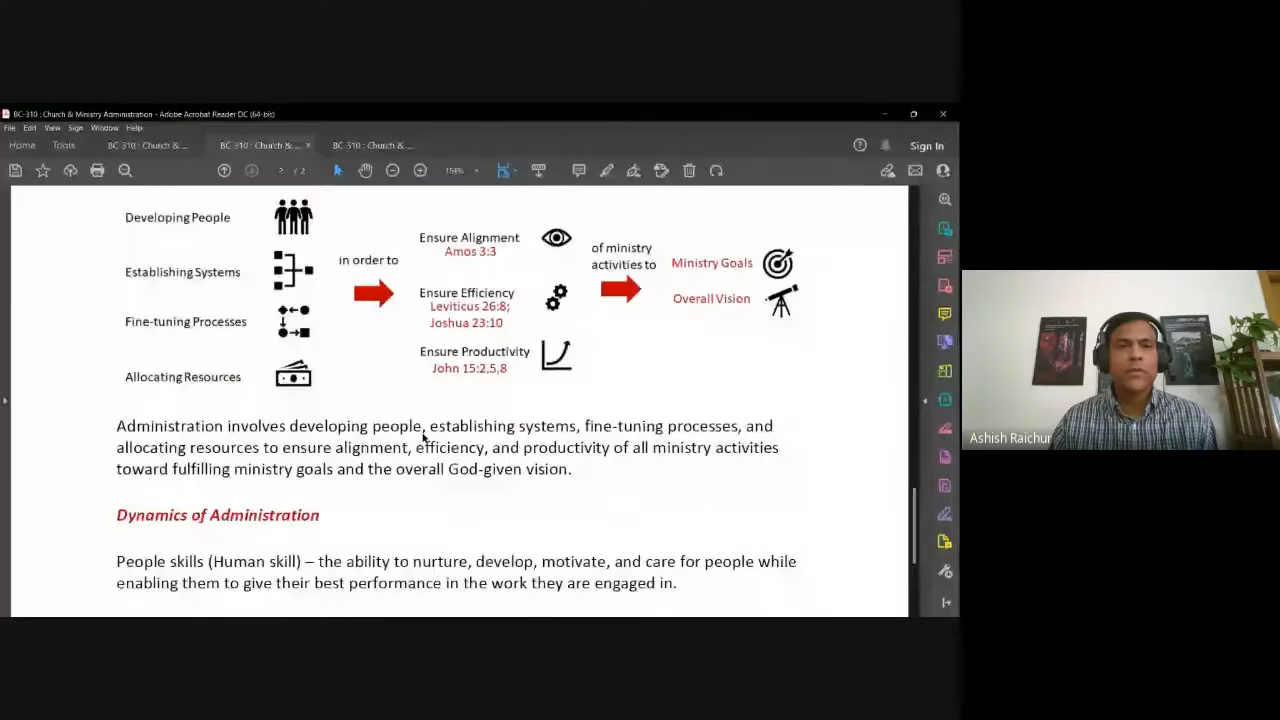 BC-310 : Church & Ministry Administration - Adobe Acrobat Reader DC (64-bit)
File Edit View Sign Window Help
Home Tools BC-310 : Church & ... BC-310 : Church & ... × BC-310 : Church & ... Sign In
/ 2 154%
Developing People
Establishing Systems
Fine-tuning Processes
Allocating Resources
in order to
Ensure Alignment
Amos 3:3
Ensure Efficiency
Leviticus 26:8;
Joshua 23:10
Ensure Productivity
John 15:2,5,8
of ministry
activities to
Ministry Goals
Overall Vision
Administration involves developing people, establishing systems, fine-tuning processes, and
allocating resources to ensure alignment, efficiency, and productivity of all ministry activities
toward fulfilling ministry goals and the overall God-given vision.
Dynamics of Administration
People skills (Human skill) – the ability to nurture, develop, motivate, and care for people while
enabling them to give their best performance in the work they are engaged in.
Ashish Raichur